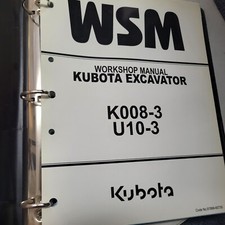 WSM
WORKSHOP MANUAL
KUBOTA EXCAVATOR
K008-3
U10-3
Kubota